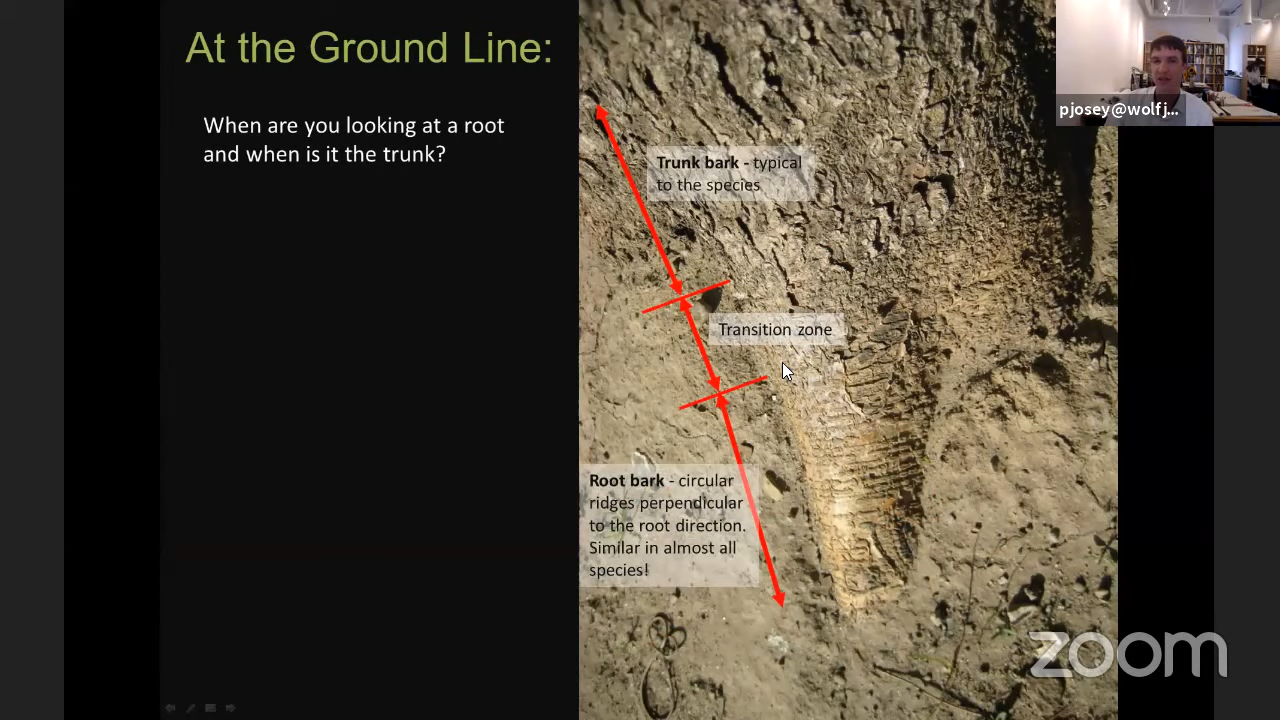 At the Ground Line:
When are you looking at a root
and when is it the trunk?
pjosey@wolfj...
Trunk bark - typical
to the species
Transition zone
Root bark - circular
ridges perpendicular
to the root direction.
Similar in almost all
species!
zoom